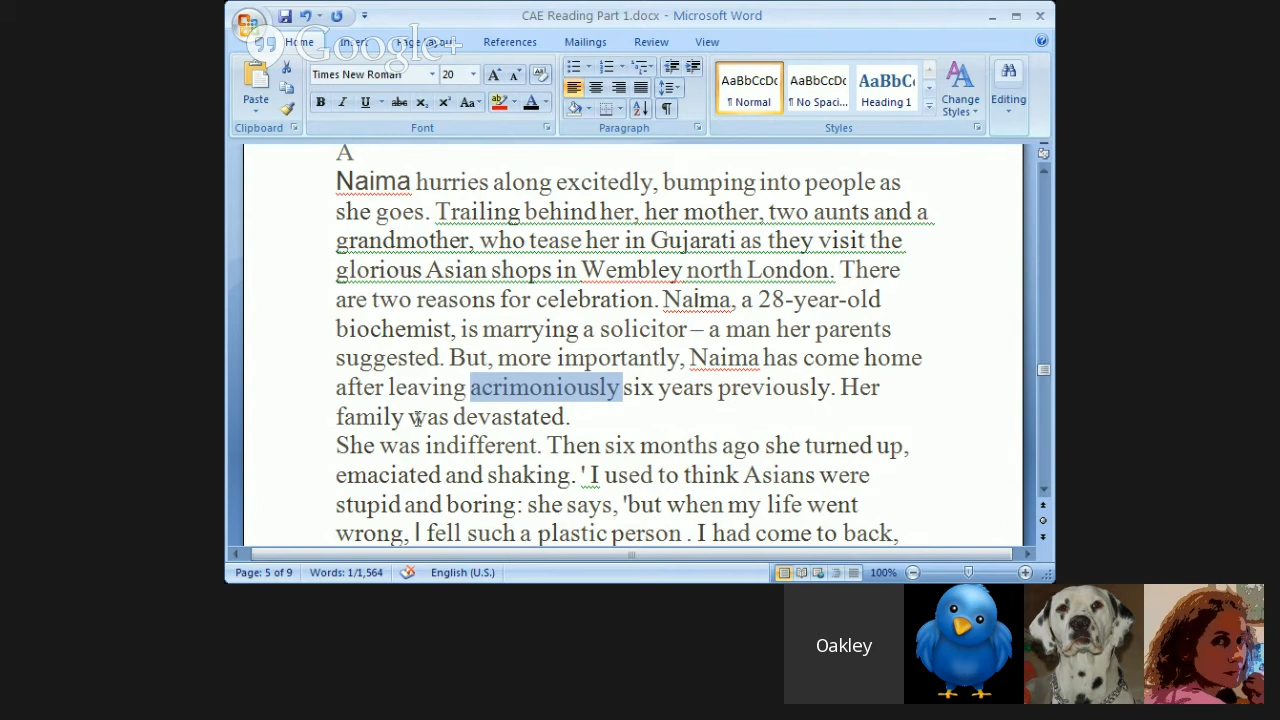 CAE Reading Part 1.docx - Microsoft Word
Google+
Home Insert Page Layout References Mailings Review View
Paste
Times New Roman 20
AaBbCcDc AaBbCcDc AaBbCc
¶ Normal ¶ No Spaci... Heading 1
Change Styles
Editing
Clipboard Font Paragraph Styles
A
Naima hurries along excitedly, bumping into people as
she goes. Trailing behind her, her mother, two aunts and a
grandmother, who tease her in Gujarati as they visit the
glorious Asian shops in Wembley north London. There
are two reasons for celebration. Naima, a 28-year-old
biochemist, is marrying a solicitor – a man her parents
suggested. But, more importantly, Naima has come home
after leaving acrimoniously six years previously. Her
family was devastated.
She was indifferent. Then six months ago she turned up,
emaciated and shaking. ' I used to think Asians were
stupid and boring: she says, 'but when my life went
wrong, I fell such a plastic person . I had come to back,
Page: 5 of 9 Words: 1/1,564 English (U.S.) 100%
Oakley